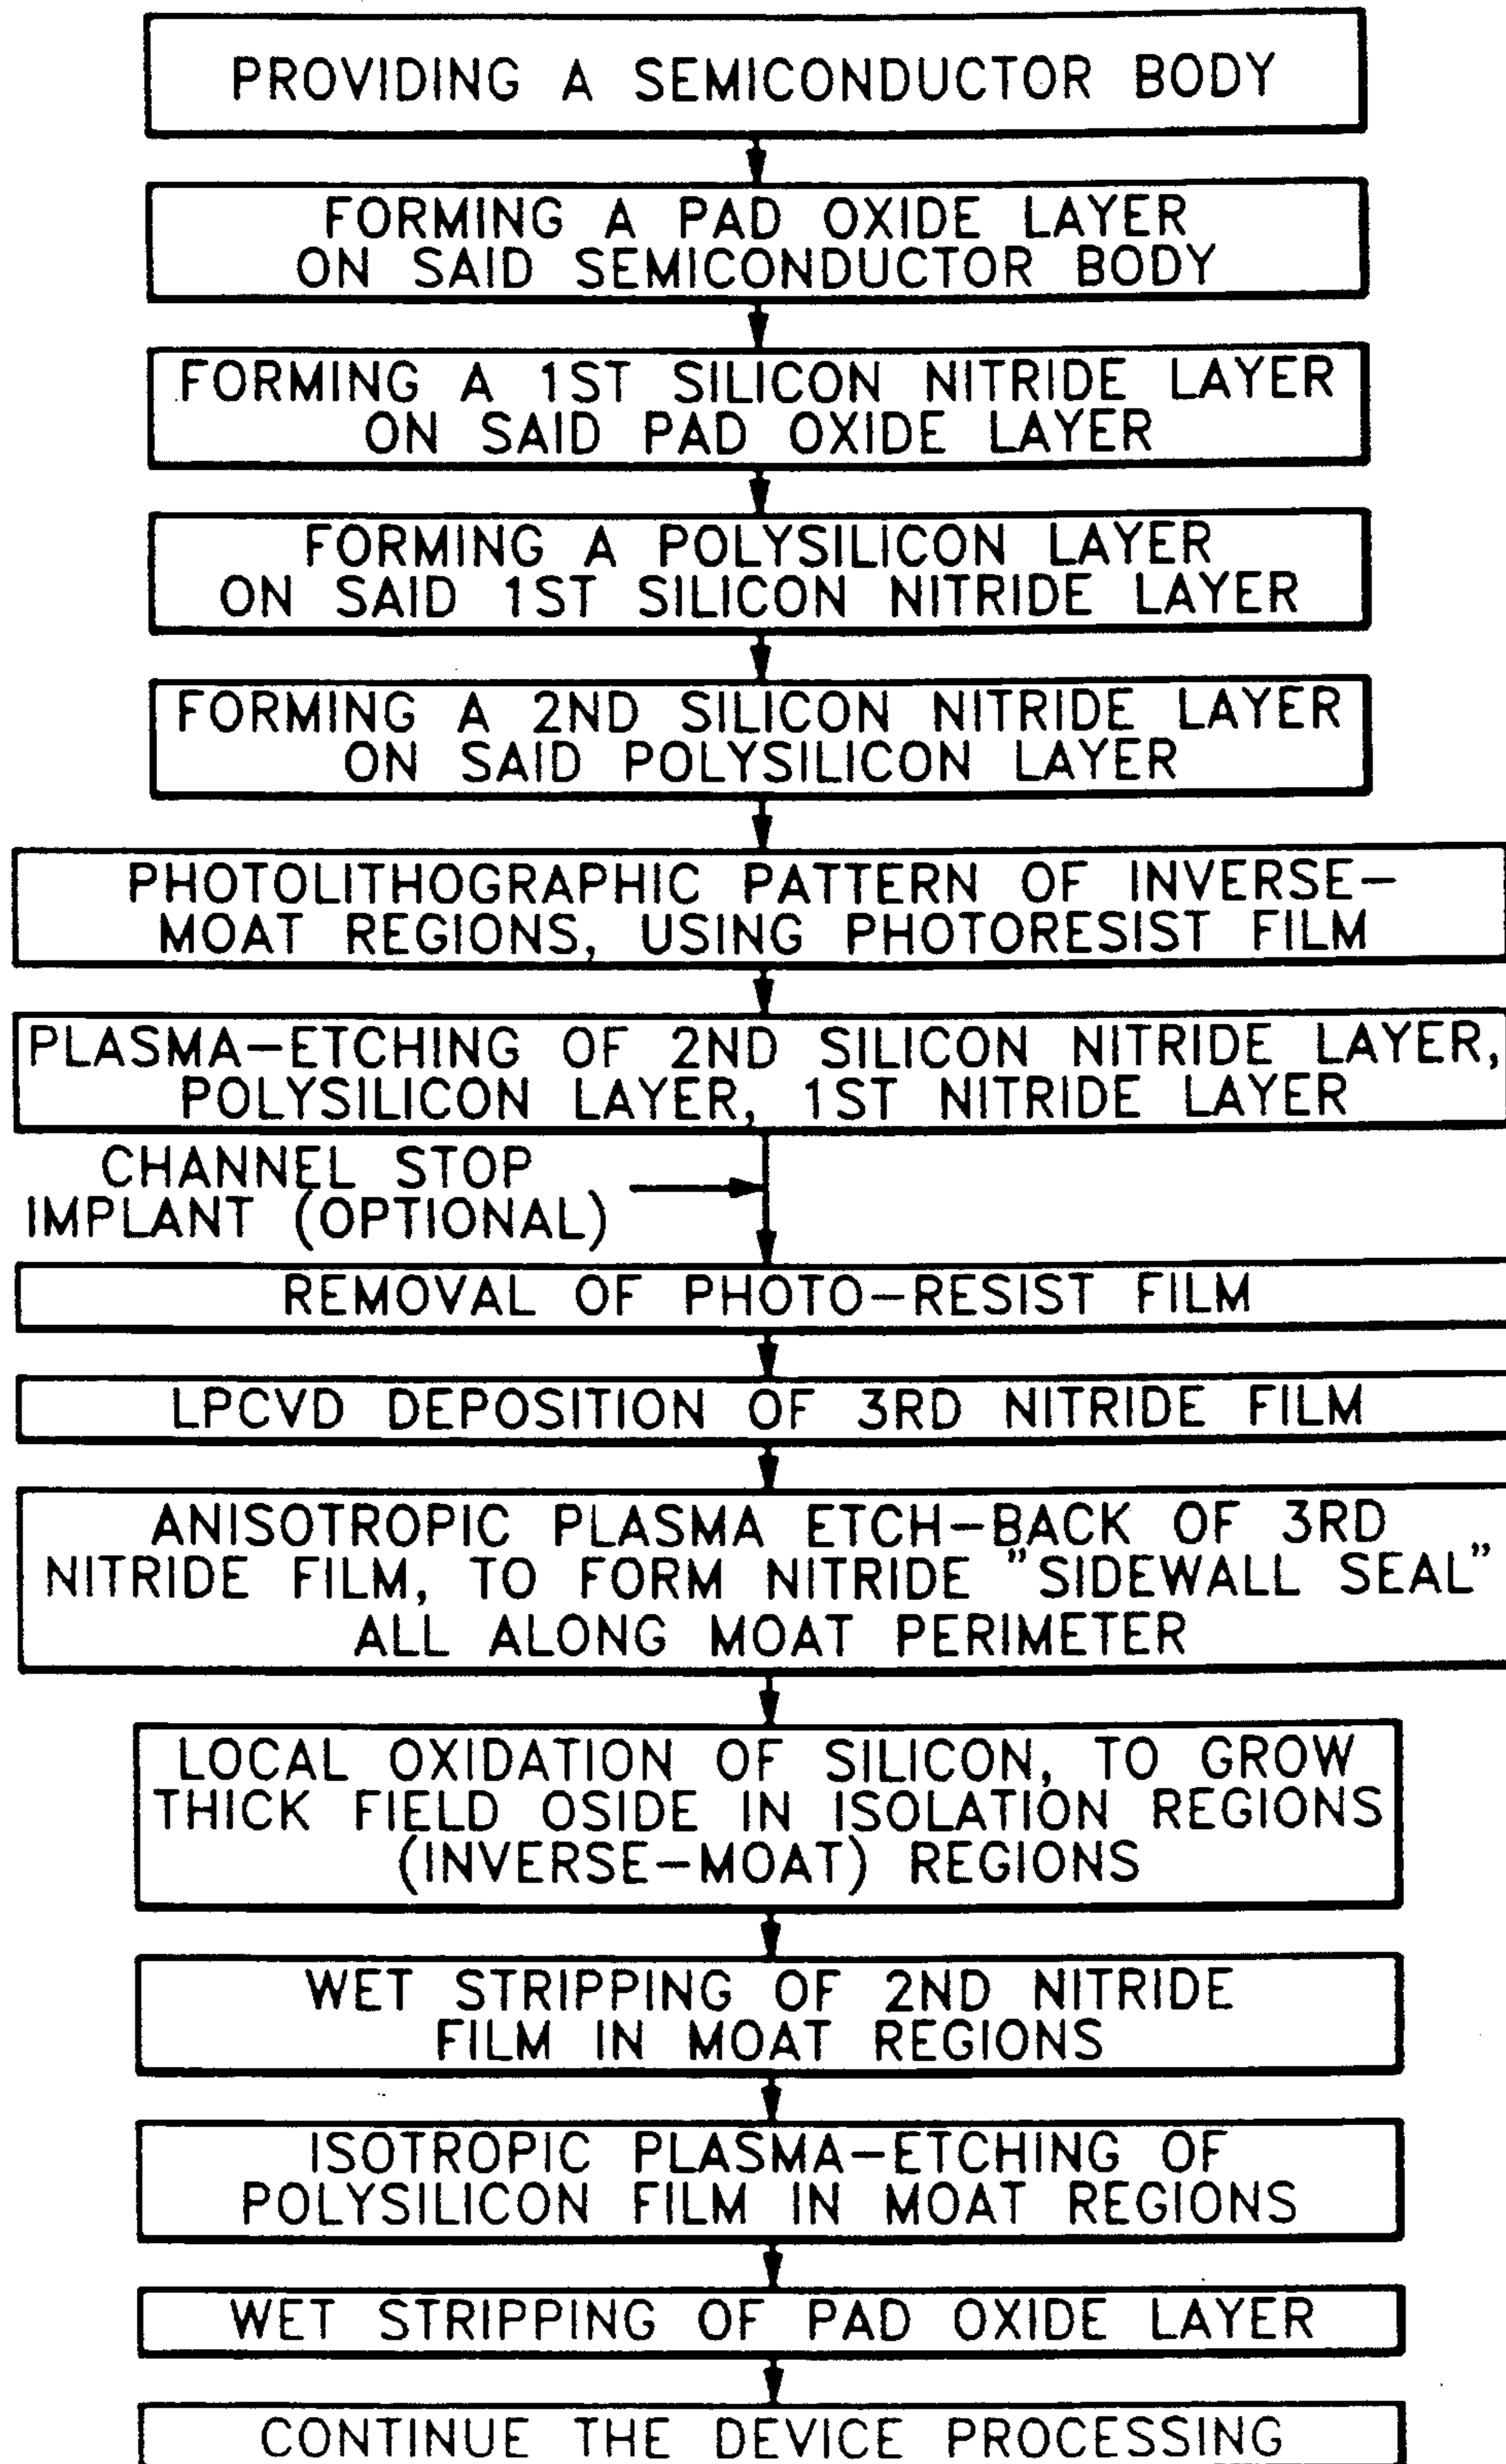 PROVIDING A SEMICONDUCTOR BODY
FORMING A PAD OXIDE LAYER
ON SAID SEMICONDUCTOR BODY
FORMING A 1ST SILICON NITRIDE LAYER
ON SAID PAD OXIDE LAYER
FORMING A POLYSILICON LAYER
ON SAID 1ST SILICON NITRIDE LAYER
FORMING A 2ND SILICON NITRIDE LAYER
ON SAID POLYSILICON LAYER
PHOTOLITHOGRAPHIC PATTERN OF INVERSE-
MOAT REGIONS, USING PHOTORESIST FILM
PLASMA-ETCHING OF 2ND SILICON NITRIDE LAYER,
POLYSILICON LAYER, 1ST NITRIDE LAYER
CHANNEL STOP
IMPLANT (OPTIONAL)
REMOVAL OF PHOTO-RESIST FILM
LPCVD DEPOSITION OF 3RD NITRIDE FILM
ANISOTROPIC PLASMA ETCH-BACK OF 3RD
NITRIDE FILM, TO FORM NITRIDE "SIDEWALL SEAL"
ALL ALONG MOAT PERIMETER
LOCAL OXIDATION OF SILICON, TO GROW
THICK FIELD OSIDE IN ISOLATION REGIONS
(INVERSE-MOAT) REGIONS
WET STRIPPING OF 2ND NITRIDE
FILM IN MOAT REGIONS
ISOTROPIC PLASMA-ETCHING OF
POLYSILICON FILM IN MOAT REGIONS
WET STRIPPING OF PAD OXIDE LAYER
CONTINUE THE DEVICE PROCESSING